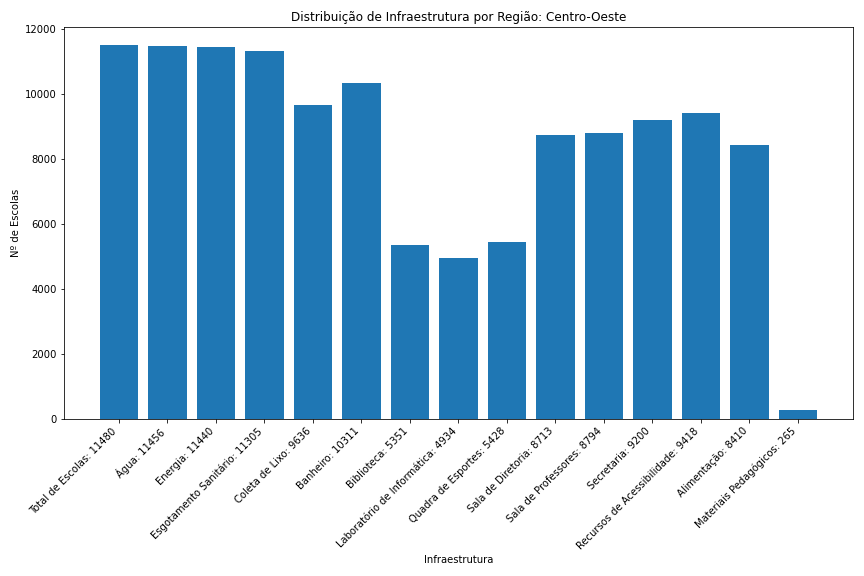 Distribuição de Infraestrutura por Região: Centro-Oeste
12000
10000
8000
6000
4000
2000
0
Nº de Escolas
Total de Escolas: 11480
Água: 11456
Energia: 11440
Esgotamento Sanitário: 11305
Coleta de Lixo: 9636
Banheiro: 10311
Biblioteca: 5351
Laboratório de Informática: 4934
Quadra de Esportes: 5428
Sala de Diretoria: 8713
Sala de Professores: 8794
Secretaria: 9200
Recursos de Acessibilidade: 9418
Alimentação: 8410
Materiais Pedagógicos: 265
Infraestrutura